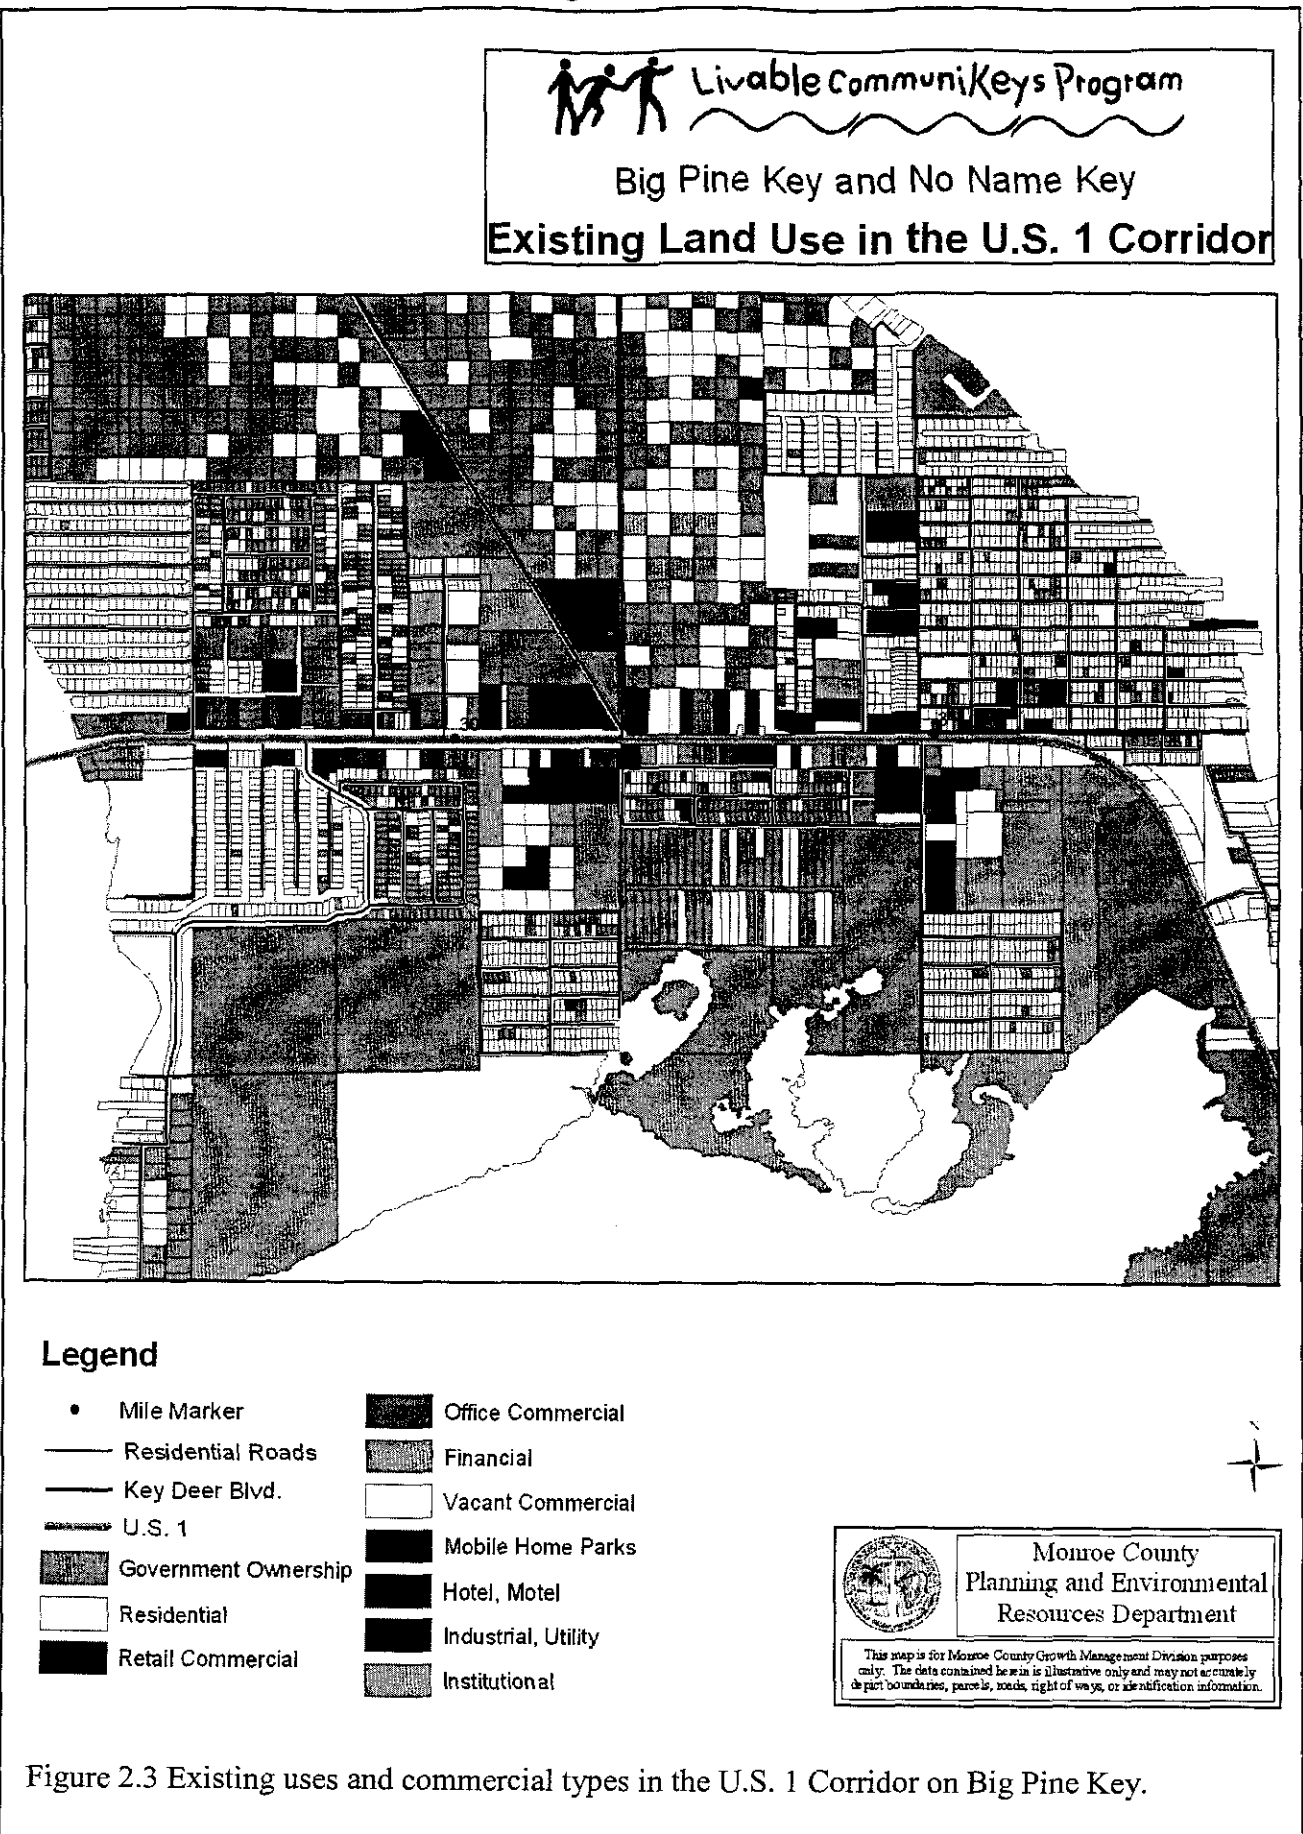 Livable CommuniKeys Program
Big Pine Key and No Name Key
Existing Land Use in the U.S. 1 Corridor
Legend
Mile Marker
Residential Roads
Key Deer Blvd.
U.S. 1
Government Ownership
Residential
Retail Commercial
Office Commercial
Financial
Vacant Commercial
Mobile Home Parks
Hotel, Motel
Industrial, Utility
Institutional
Monroe County
Planning and Environmental
Resources Department
This map is for Monroe County Growth Management Division purposes
only. The data contained herein is illustrative only and may not accurately
depict boundaries, parcels, roads, right of ways, or identification information.
Figure 2.3 Existing uses and commercial types in the U.S. 1 Corridor on Big Pine Key.